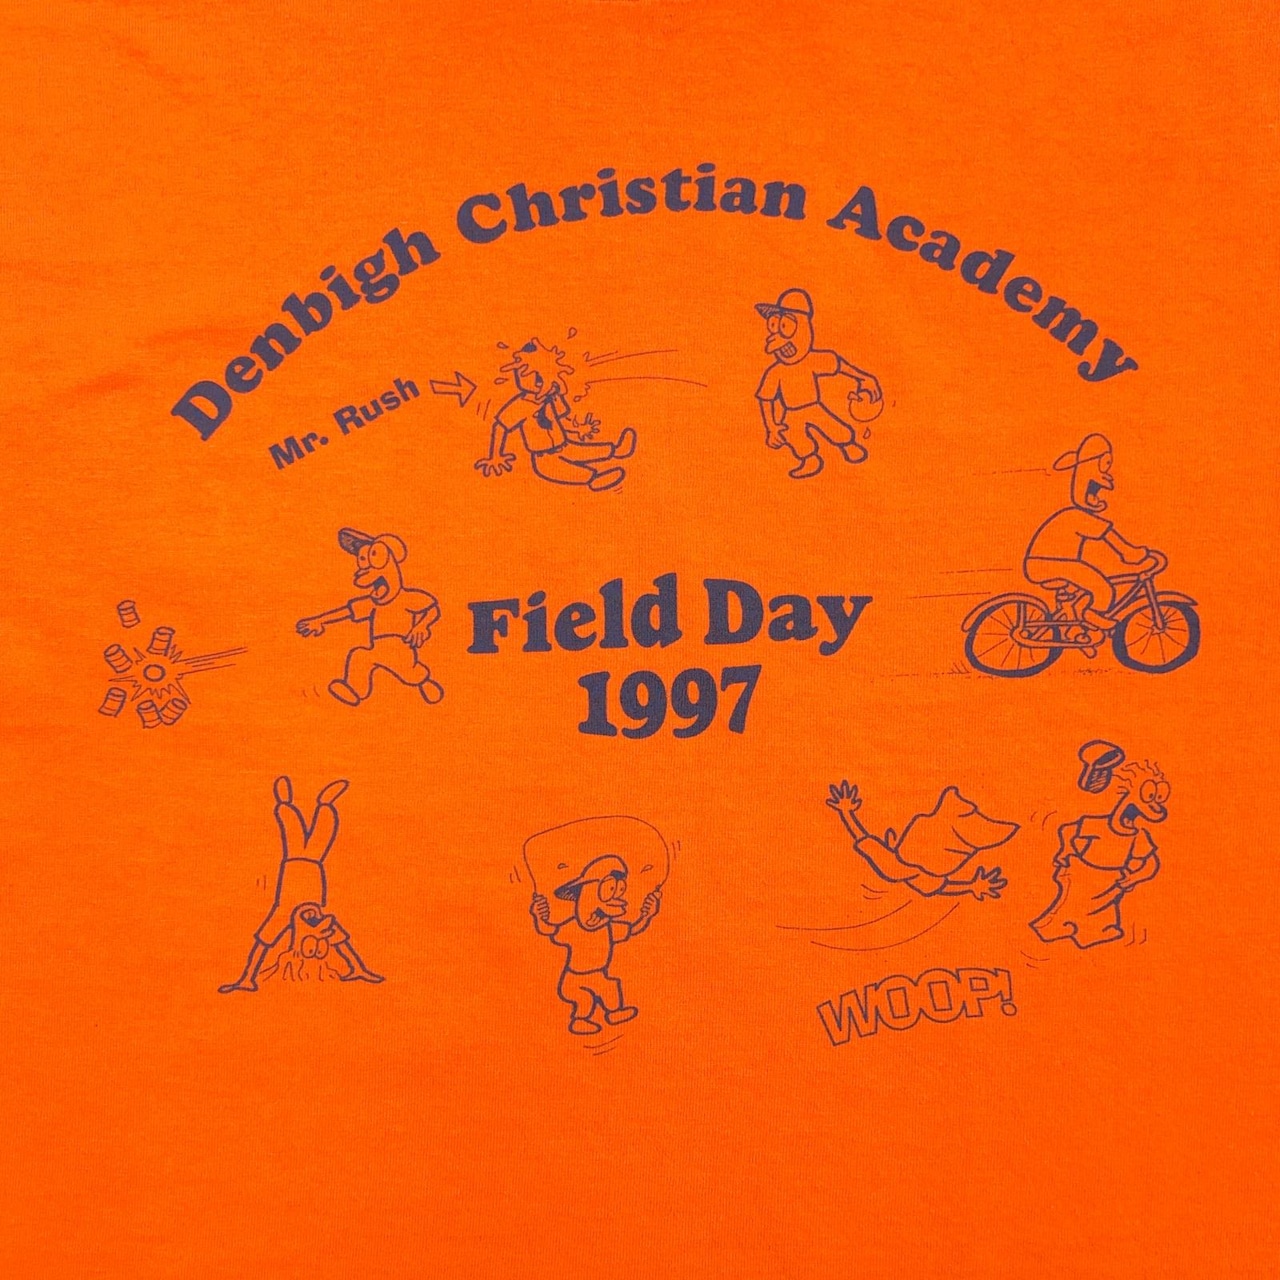 Denbigh Christian Academy
Mr. Rush
Field Day
1997
WOOP!